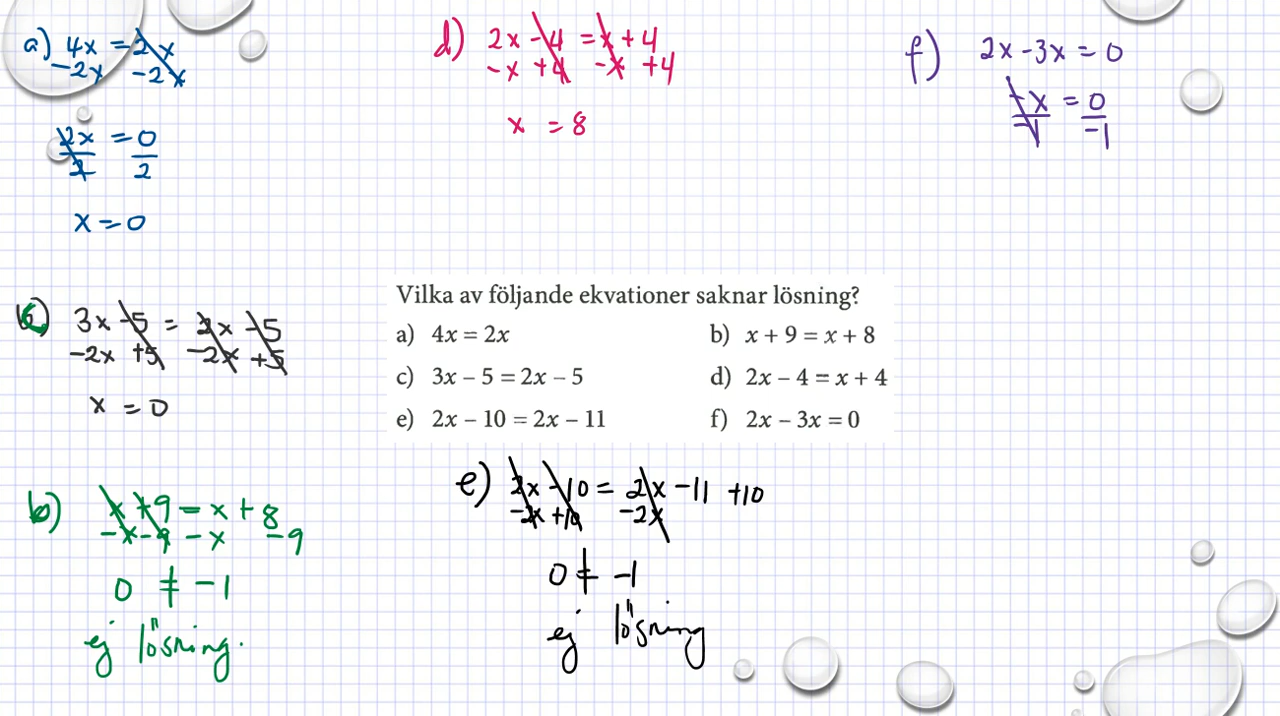 a) 4x = 2x
-2x -2x
2x = 0
2 2
x = 0
d) 2x - 4 = x + 4
-x +4 -x +4
x = 8
f) 2x - 3x = 0
-x = 0
-1 -1
c) 3x - 5 = 2x - 5
-2x +5 -2x +5
x = 0
Vilka av följande ekvationer saknar lösning?
a) 4x = 2x b) x + 9 = x + 8
c) 3x – 5 = 2x – 5 d) 2x – 4 = x + 4
e) 2x – 10 = 2x – 11 f) 2x – 3x = 0
b) x + 9 = x + 8
-x -9 -x -9
0 ≠ -1
ej lösning.
e) 2x - 10 = 2x - 11 +10
-2x +10 -2x
0 ≠ -1
ej lösning